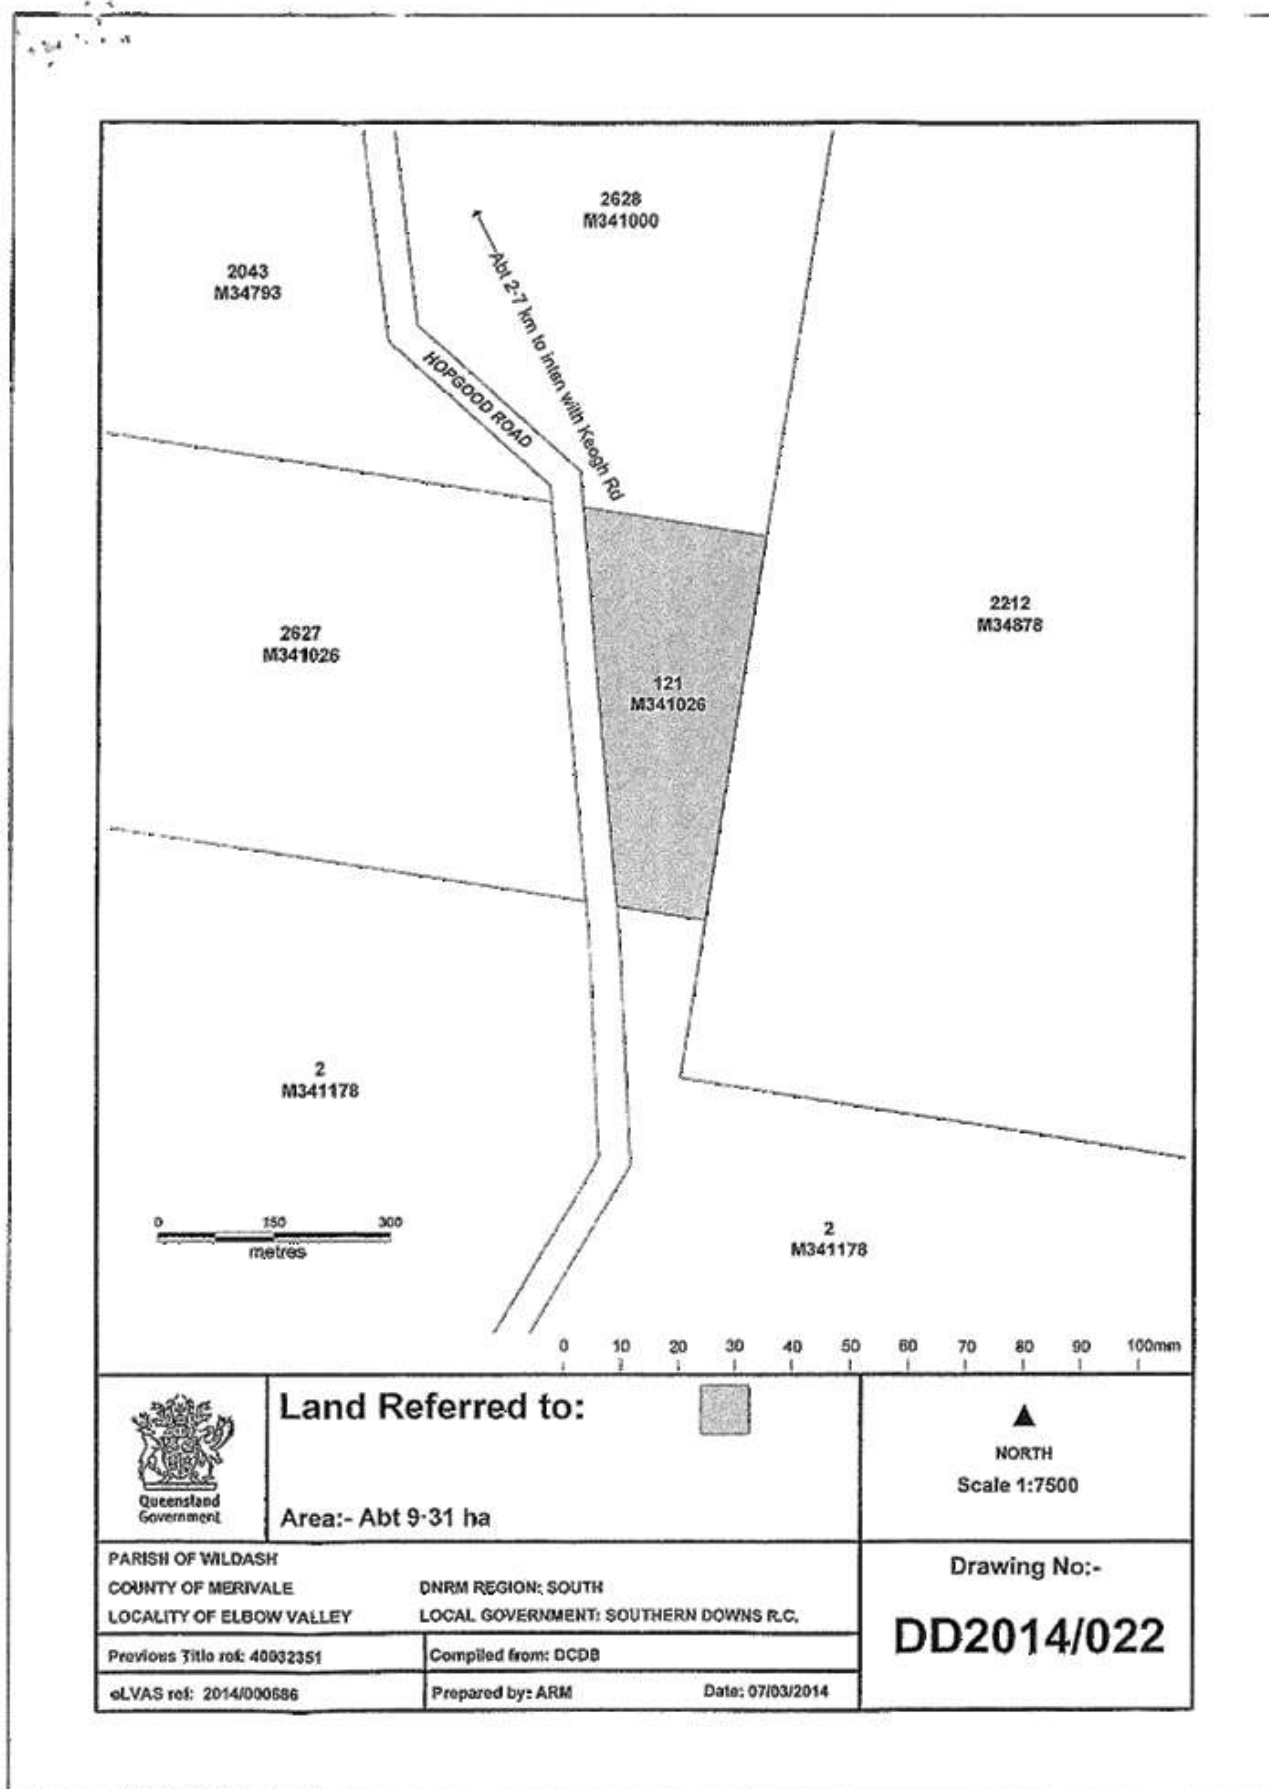 2628
M341000
2043
M34793
Abt 2·7 km to intsn with Keogh Rd
HOPGOOD ROAD
2212
M34878
2627
M341026
121
M341026
2
M341178
0 150 300
metres
2
M341178
0 10 20 30 40 50 60 70 80 90 100mm
Land Referred to:
Queensland
Government
Area:- Abt 9·31 ha
NORTH
Scale 1:7500
PARISH OF WILDASH
COUNTY OF MERIVALE DNRM REGION: SOUTH
LOCALITY OF ELBOW VALLEY LOCAL GOVERNMENT: SOUTHERN DOWNS R.C.
Previous Title ref: 40032351 Compiled from: DCDB
eLVAS ref: 2014/000686 Prepared by: ARM Date: 07/03/2014
Drawing No:-
DD2014/022